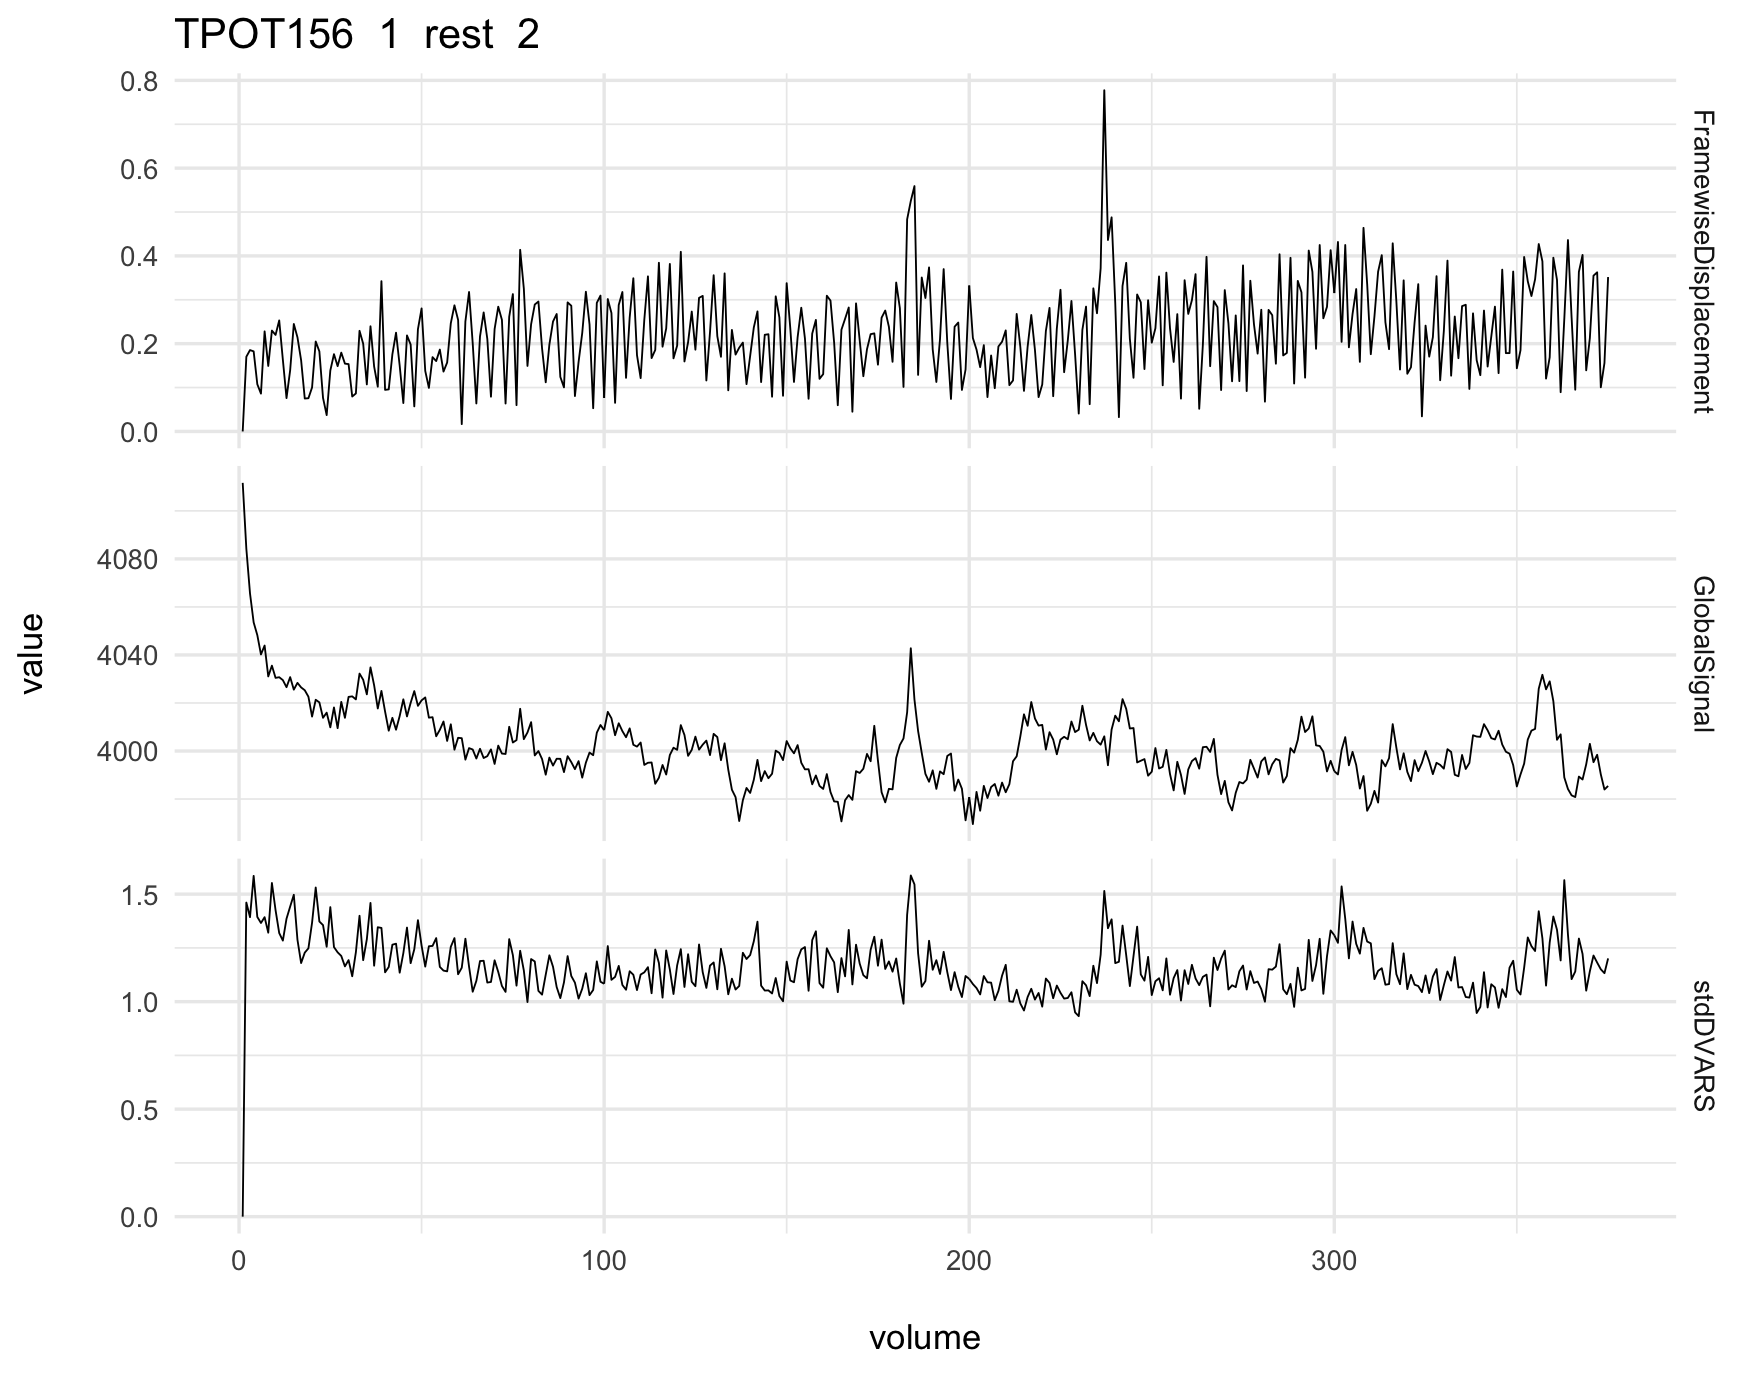 TPOT156 1 rest 2
0.8
0.6
0.4
0.2
0.0
FramewiseDisplacement
4080
4040
4000
GlobalSignal
1.5
1.0
0.5
0.0
stdDVARS
value
0 100 200 300
volume